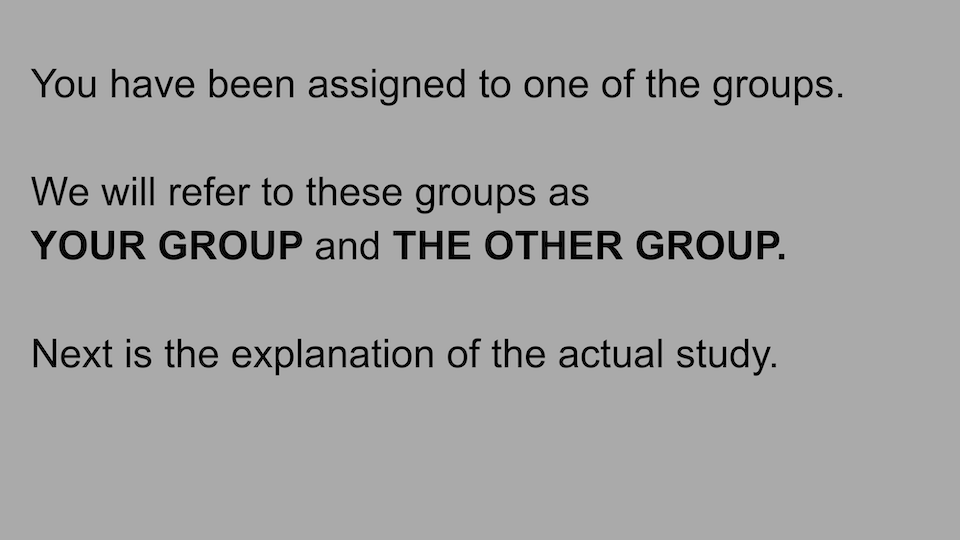 You have been assigned to one of the groups.
We will refer to these groups as
YOUR GROUP and THE OTHER GROUP.
Next is the explanation of the actual study.